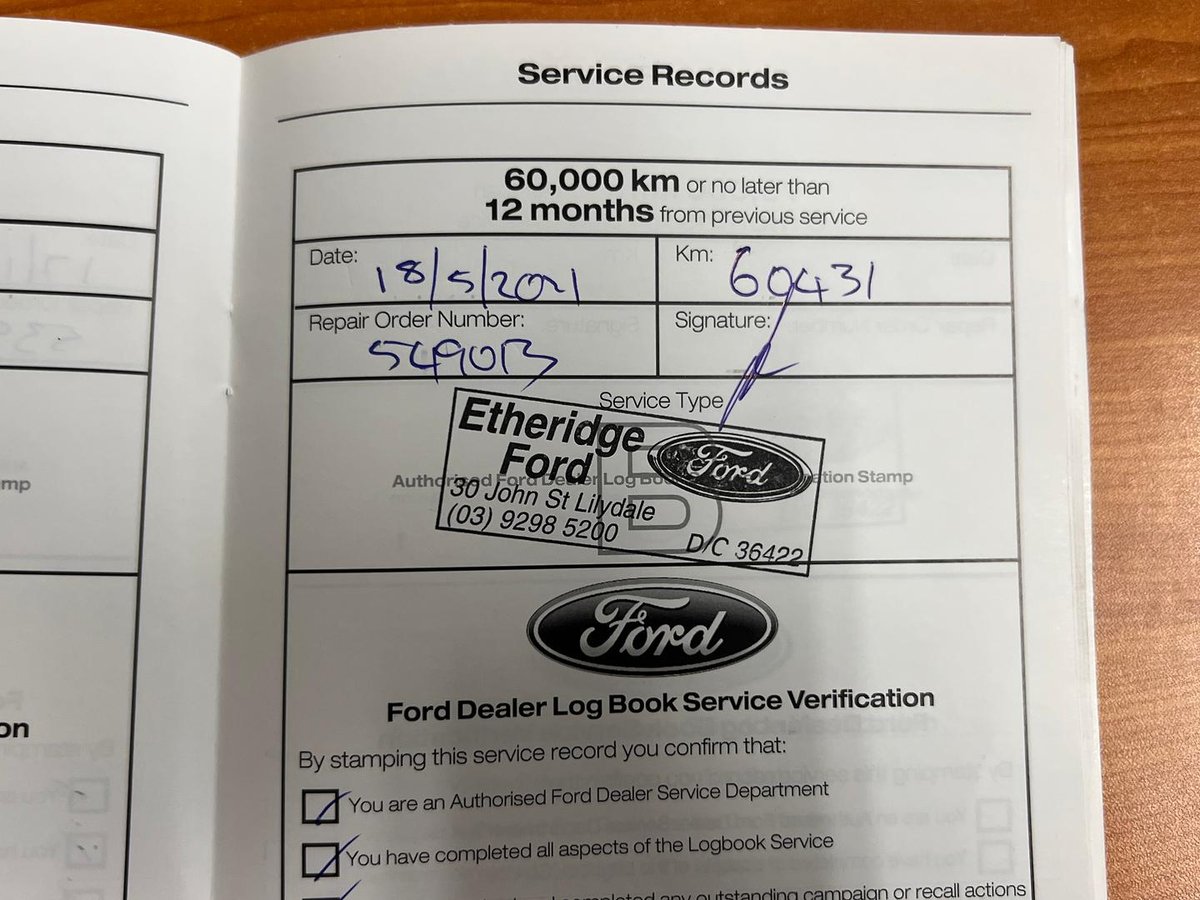 Service Records
60,000 km or no later than
12 months from previous service
Date: 18/5/2021
Km: 60431
Repair Order Number:
Signature:
Service Type
B
Etheridge
Ford
Ford
30 John St Lilydale
(03) 9298 5200
D/C 36422
Authorised Ford Dealer Log
tion Stamp
mp
Ford
Ford Dealer Log Book Service Verification
on
By stamping this service record you confirm that:
You are an Authorised Ford Dealer Service Department
You have completed all aspects of the Logbook Service
completed any outstanding campaign or recall actions